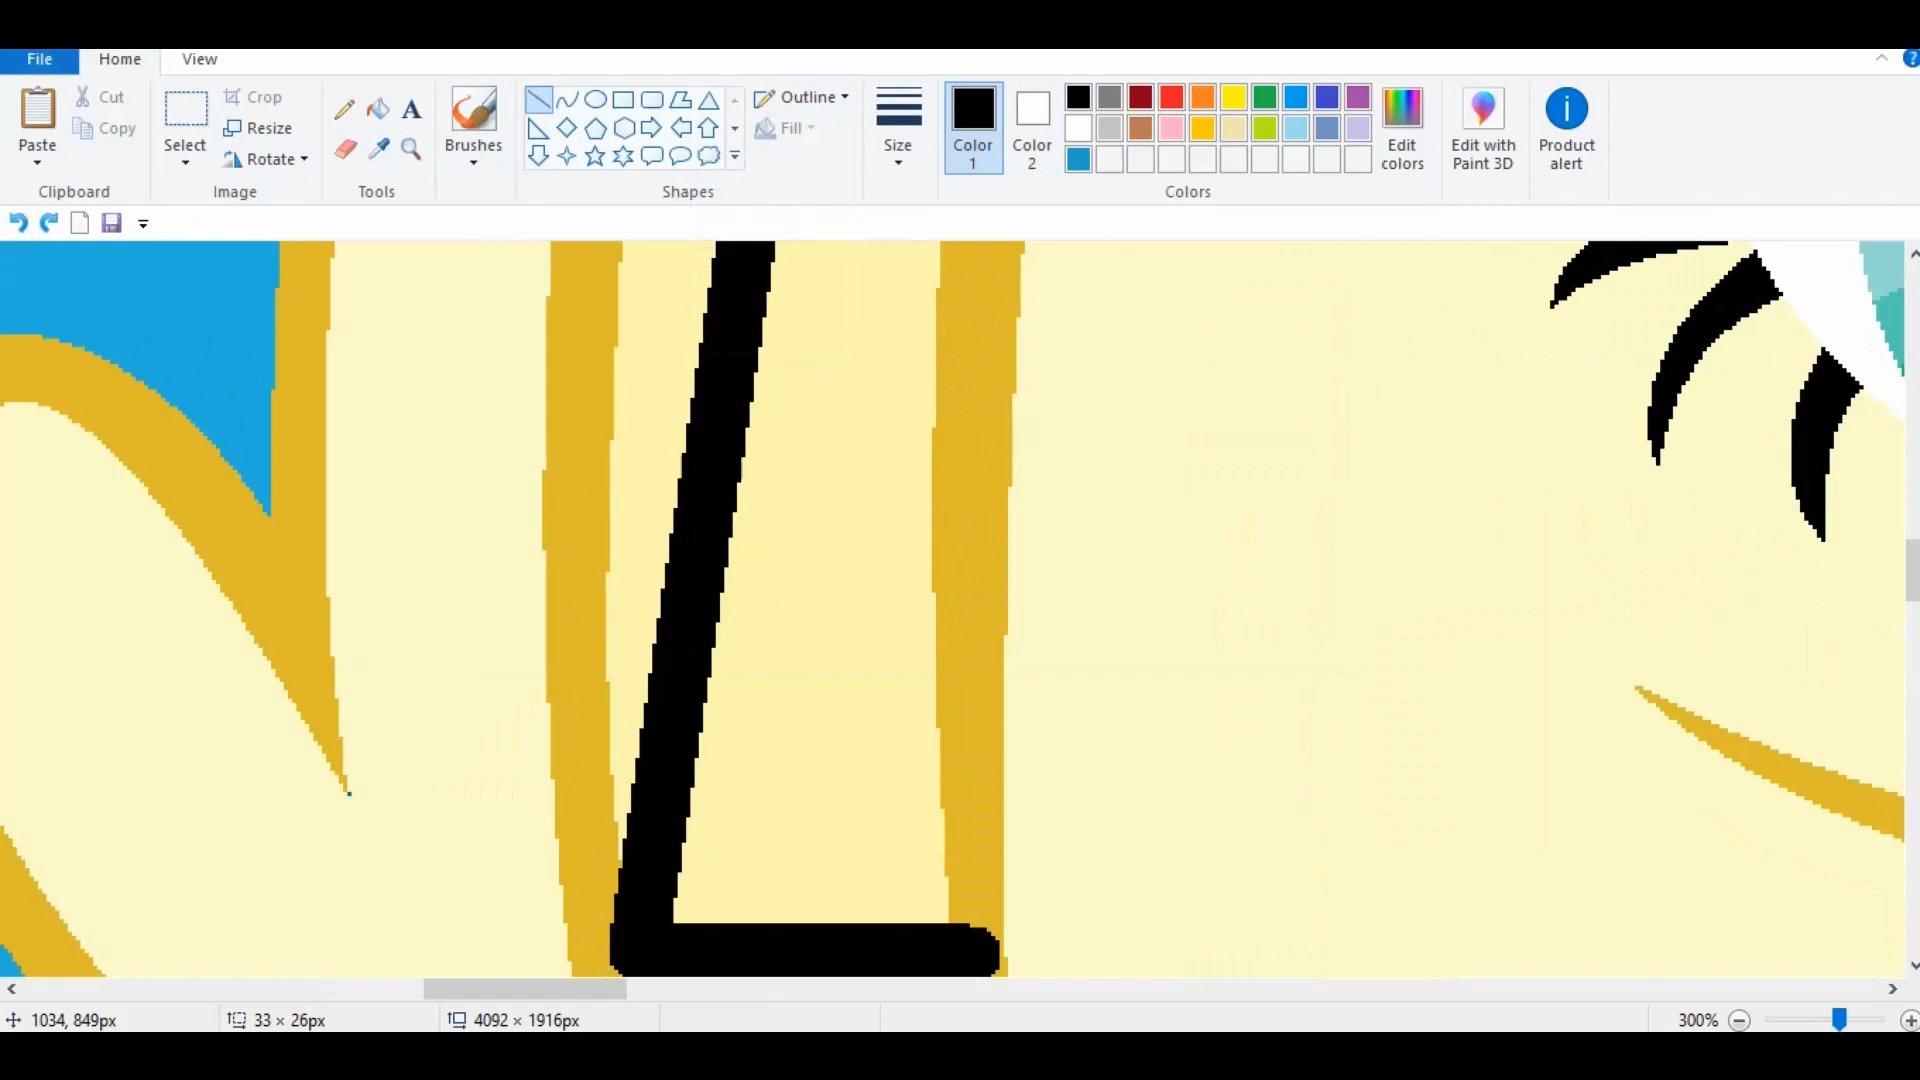 File Home View
Paste
Cut
Copy
Clipboard
Select
Crop
Resize
Rotate
Image
A
Tools
Brushes
Outline
Fill
Shapes
Size
Color 1
Color 2
Edit colors
Colors
Edit with Paint 3D
Product alert
1034, 849px 33 × 26px 4092 × 1916px 300%